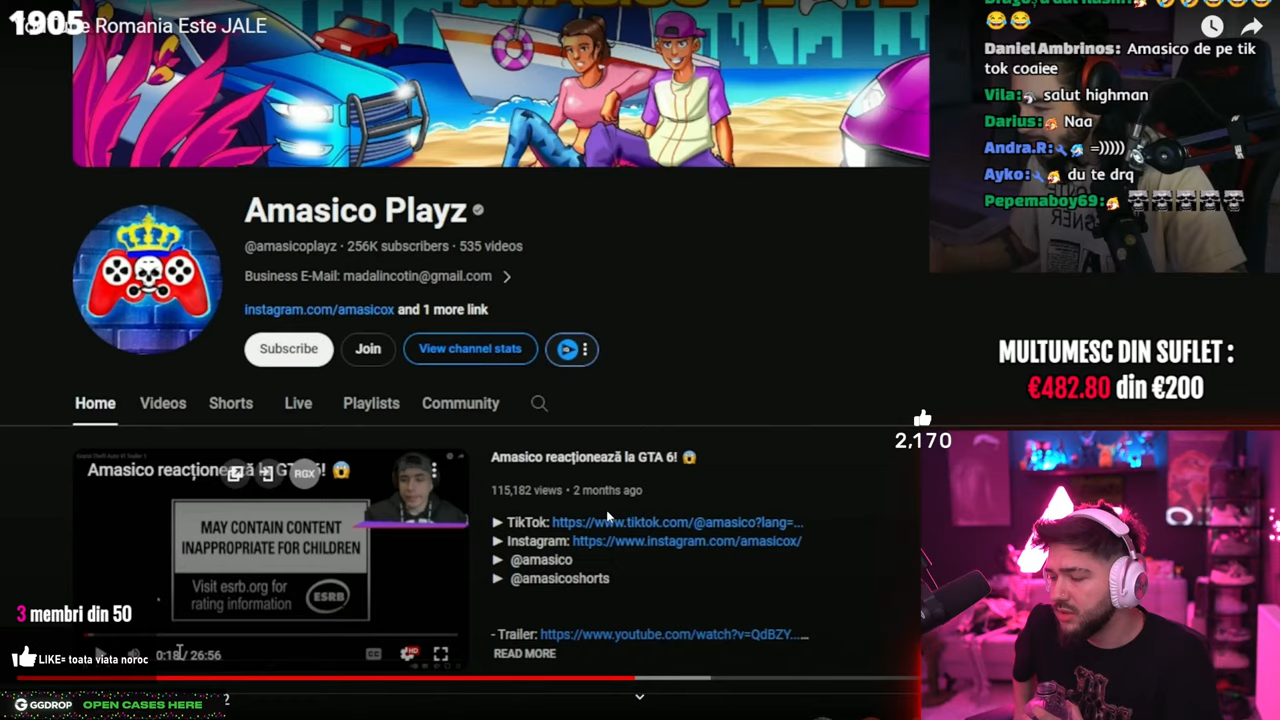 1905
Romania Este JALE
Amasico Playz
@amasicoplayz · 256K subscribers · 535 videos
Business E-Mail: madalincotin@gmail.com
instagram.com/amasicox and 1 more link
Subscribe
Join
View channel stats
Home
Videos
Shorts
Live
Playlists
Community
Amasico reacționează la GT 6! 😱
RGX
MAY CONTAIN CONTENT
INAPPROPRIATE FOR CHILDREN
Visit esrb.org for
rating information
ESRB
0:18 / 26:56
CC
HD
Amasico reacționează la GTA 6! 😱
115,182 views · 2 months ago
► TikTok: https://www.tiktok.com/@amasico?lang=...
► Instagram: https://www.instagram.com/amasicox/
► @amasico
► @amasicoshorts
- Trailer: https://www.youtube.com/watch?v=QdBZY...…
READ MORE
3 membri din 50
LIKE= toata viata noroc
GGDROP
OPEN CASES HERE
?
😂😂
Daniel Ambrinos: Amasico de pe tik
tok coaiee
Vila: salut highman
Darius: Naa
Andra.R: =)))))
Ayko: du te drq
Pepemaboy69:
MULTUMESC DIN SUFLET :
€482.80 din €200
2,170